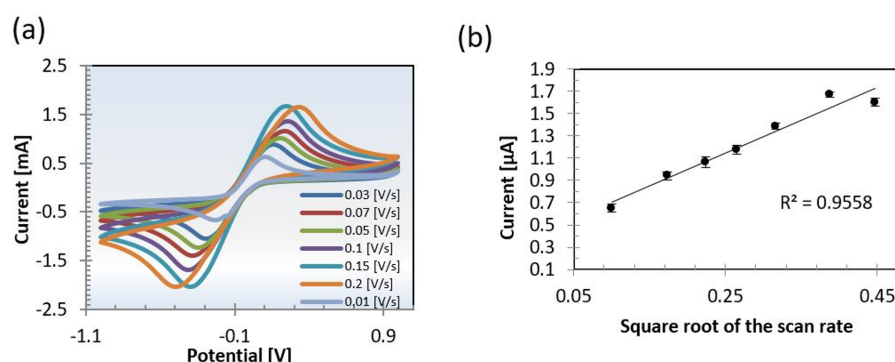 (a)
2.5
1.5
0.5
-0.5
-1.5
-2.5
Current [mA]
-1.1
-0.1
0.9
Potential [V]
0.03 [V/s]
0.07 [V/s]
0.05 [V/s]
0.1 [V/s]
0.15 [V/s]
0.2 [V/s]
0,01 [V/s]
(b)
1.9
1.7
1.5
1.3
1.1
0.9
0.7
0.5
0.3
0.1
Current [µA]
R² = 0.9558
0.05
0.25
0.45
Square root of the scan rate